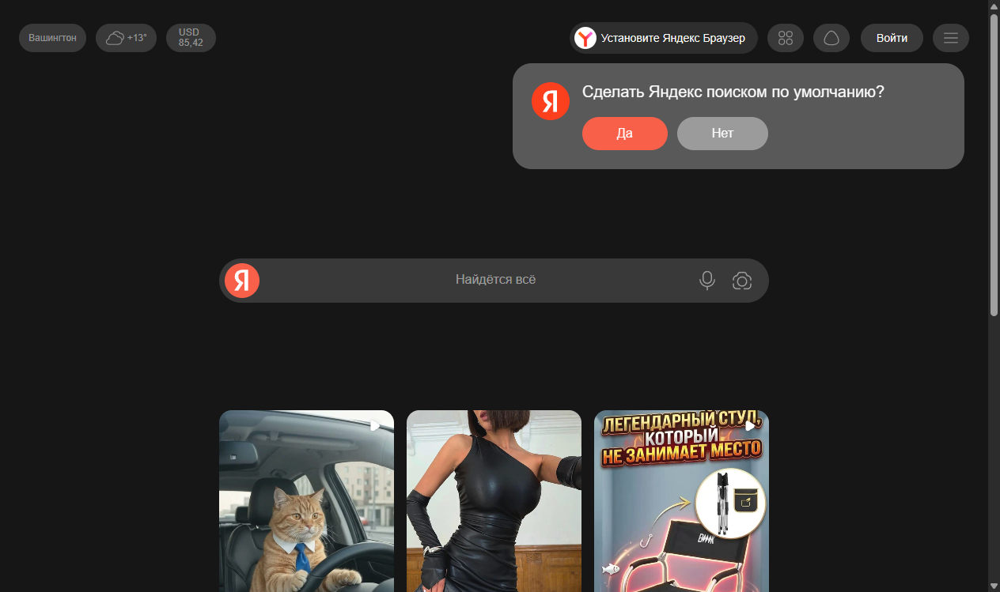 Вашингтон
+13°
USD
85,42
Установите Яндекс Браузер
Войти
Я
Сделать Яндекс поиском по умолчанию?
Да
Нет
Я
Найдётся всё
ЛЕГЕНДАРНЫЙ СТУЛ,
КОТОРЫЙ
НЕ ЗАНИМАЕТ МЕСТО